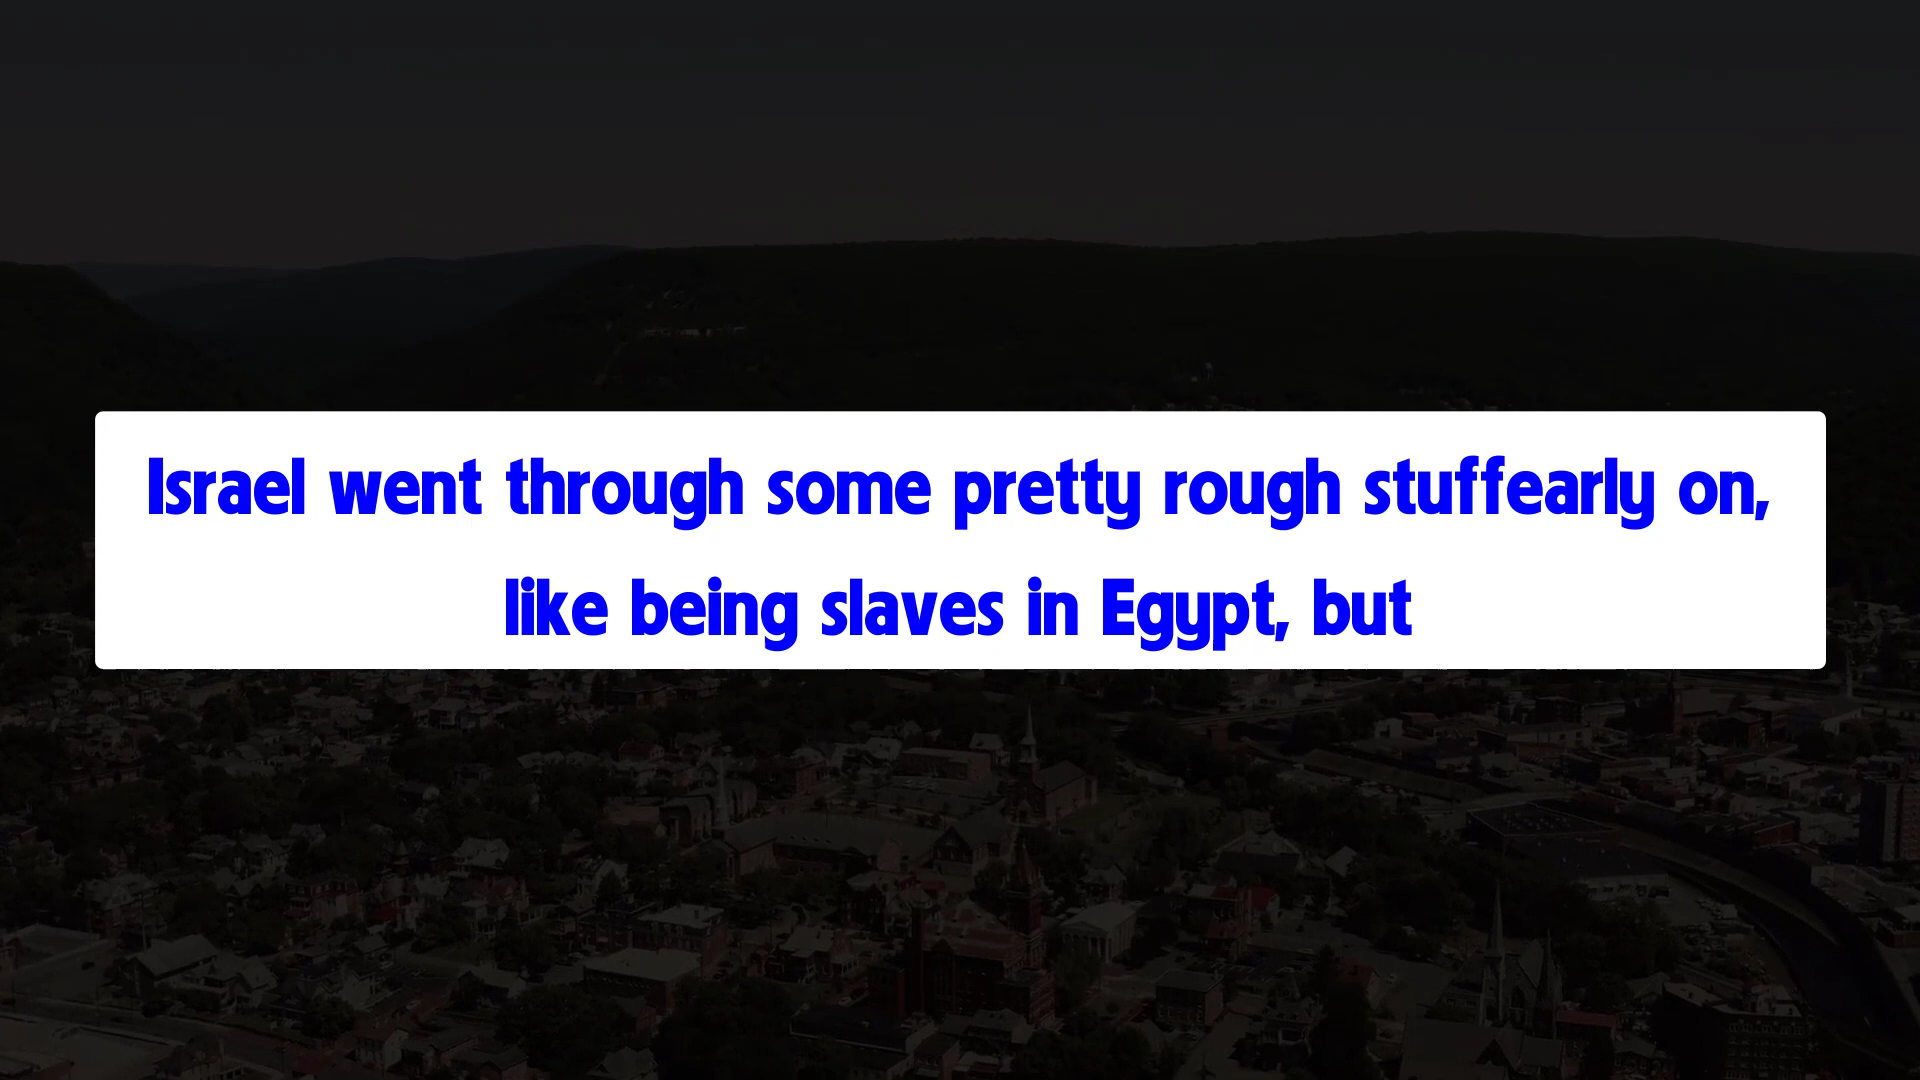 Israel went through some pretty rough stuffearly on,
like being slaves in Egypt, but